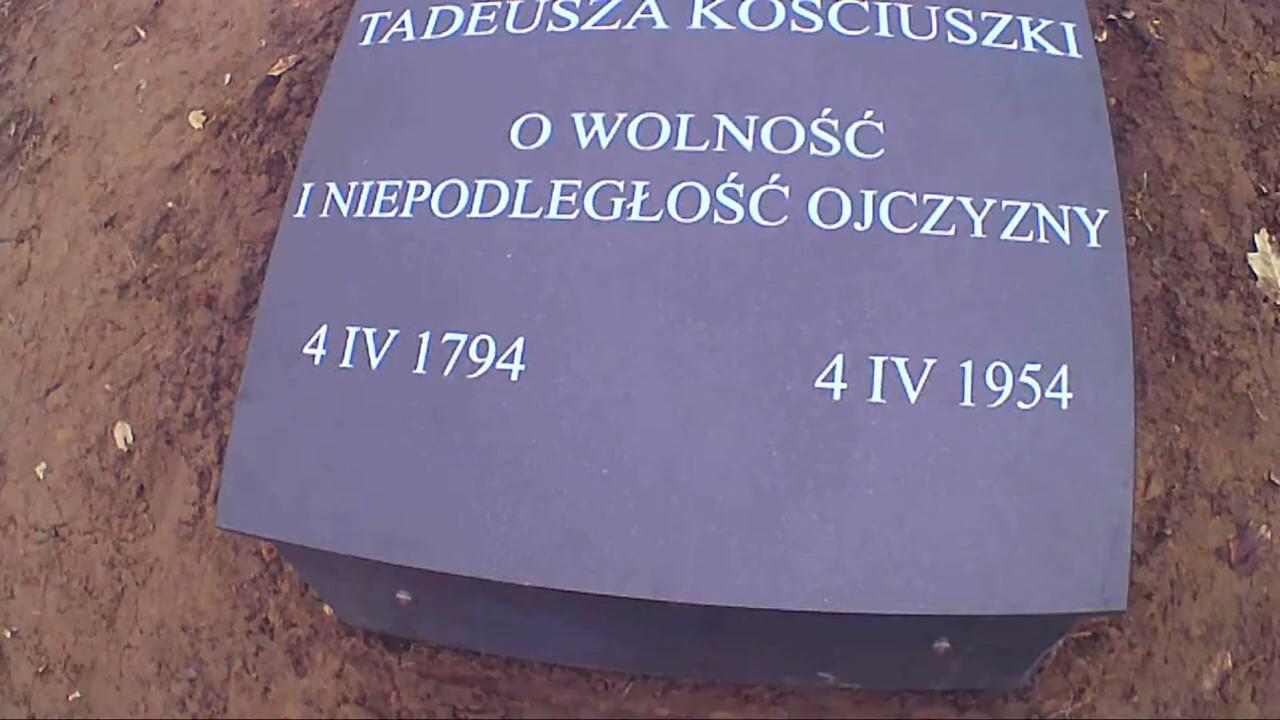 TADEUSZA KOŚCIUSZKI
O WOLNOŚĆ
I NIEPODLEGŁOŚĆ OJCZYZNY
4 IV 1794 4 IV 1954